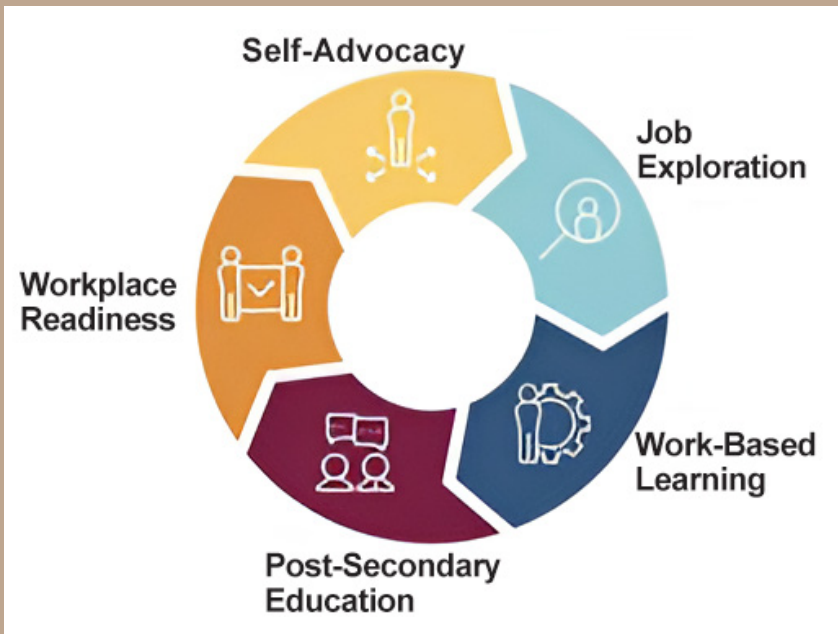 Self-Advocacy
Job
Exploration
Work-Based
Learning
Post-Secondary
Education
Workplace
Readiness